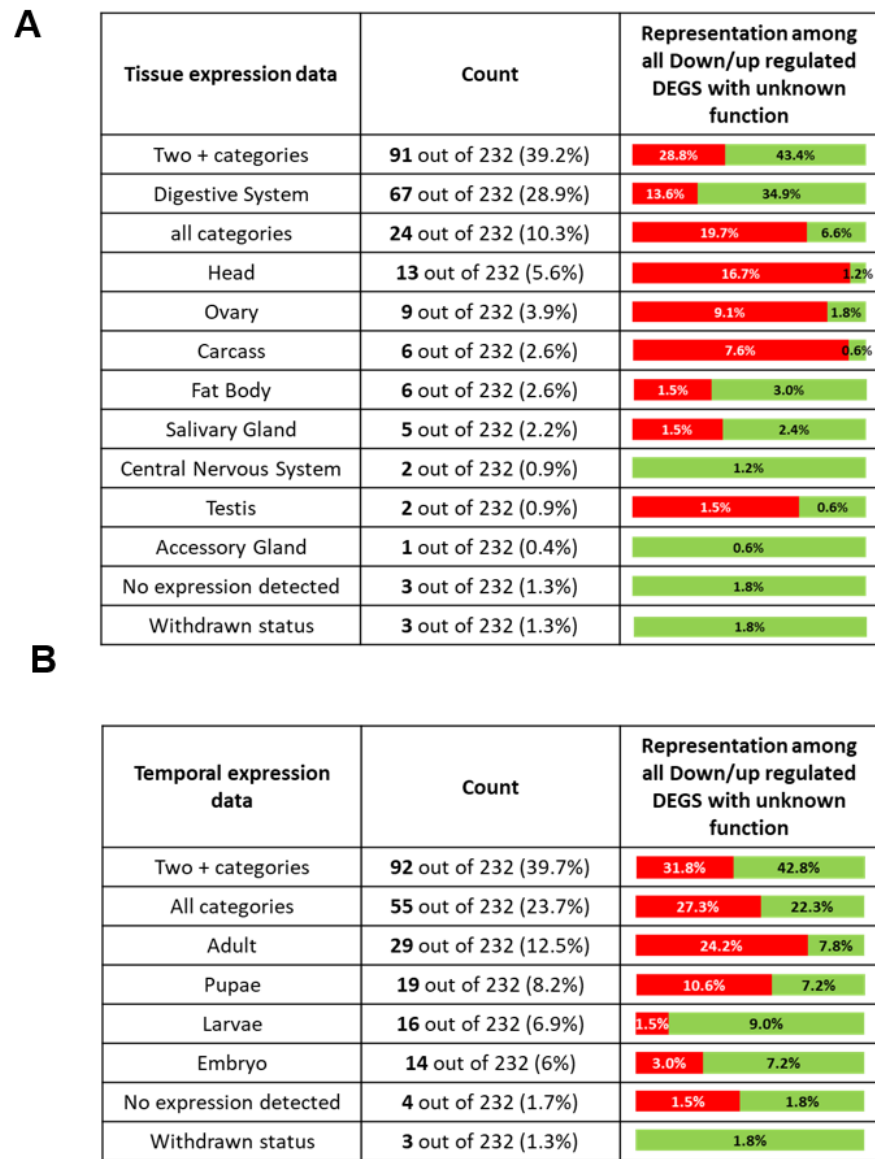 A
Tissue expression data
Count
Representation among
all Down/up regulated
DEGS with unknown
function
Two + categories
91 out of 232 (39.2%)
28.8% 43.4%
Digestive System
67 out of 232 (28.9%)
13.6% 34.9%
all categories
24 out of 232 (10.3%)
19.7% 6.6%
Head
13 out of 232 (5.6%)
16.7% 1.2%
Ovary
9 out of 232 (3.9%)
9.1% 1.8%
Carcass
6 out of 232 (2.6%)
7.6% 0.6%
Fat Body
6 out of 232 (2.6%)
1.5% 3.0%
Salivary Gland
5 out of 232 (2.2%)
1.5% 2.4%
Central Nervous System
2 out of 232 (0.9%)
1.2%
Testis
2 out of 232 (0.9%)
1.5% 0.6%
Accessory Gland
1 out of 232 (0.4%)
0.6%
No expression detected
3 out of 232 (1.3%)
1.8%
Withdrawn status
3 out of 232 (1.3%)
1.8%
B
Temporal expression
data
Count
Representation among
all Down/up regulated
DEGS with unknown
function
Two + categories
92 out of 232 (39.7%)
31.8% 42.8%
All categories
55 out of 232 (23.7%)
27.3% 22.3%
Adult
29 out of 232 (12.5%)
24.2% 7.8%
Pupae
19 out of 232 (8.2%)
10.6% 7.2%
Larvae
16 out of 232 (6.9%)
1.5% 9.0%
Embryo
14 out of 232 (6%)
3.0% 7.2%
No expression detected
4 out of 232 (1.7%)
1.5% 1.8%
Withdrawn status
3 out of 232 (1.3%)
1.8%